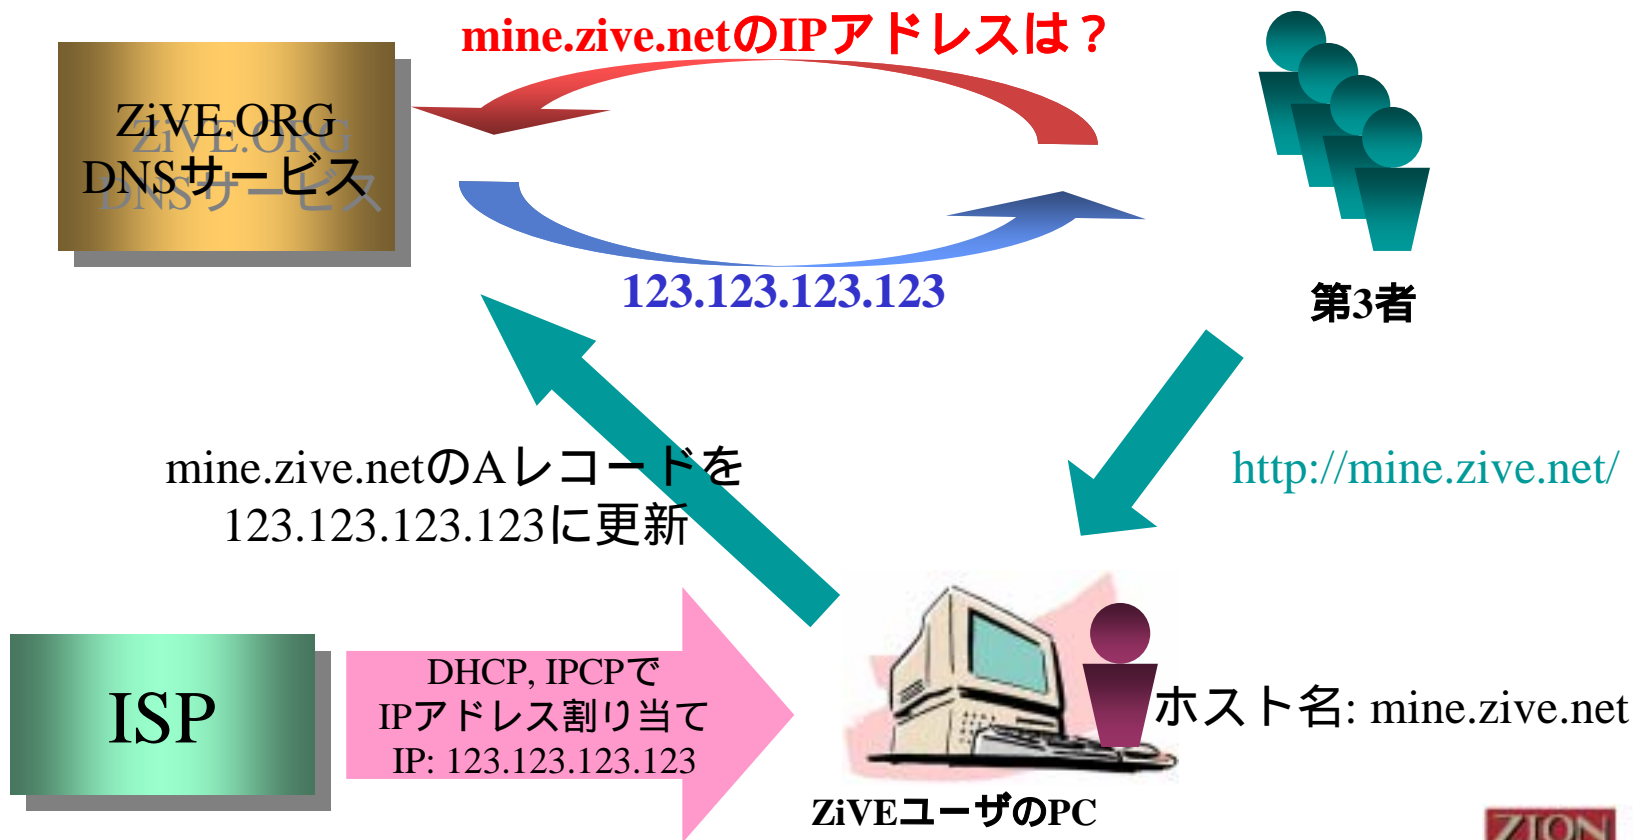 mine.zive.netのIPアドレスは？
ZiVE.ORG
DNSサービス
123.123.123.123
第3者
mine.zive.netのAレコードを
123.123.123.123に更新
http://mine.zive.net/
ISP
DHCP, IPCPで
IPアドレス割り当て
IP: 123.123.123.123
ホスト名: mine.zive.net
ZiVEユーザのPC
ZION